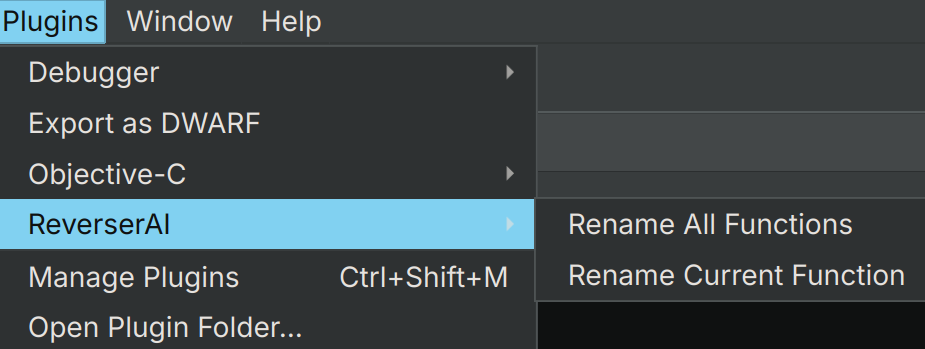 Plugins Window Help
Debugger
Export as DWARF
Objective-C
ReverserAI
Rename All Functions
Rename Current Function
Manage Plugins Ctrl+Shift+M
Open Plugin Folder...